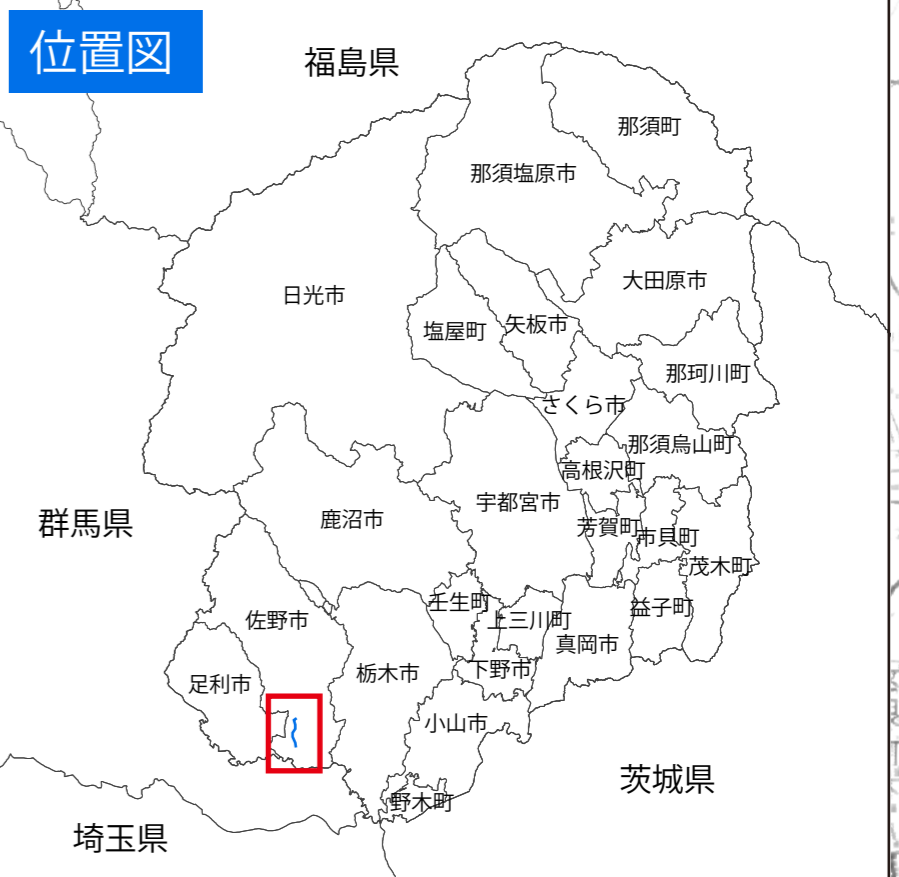 位置図
福島県
那須町
那須塩原市
大田原市
日光市
塩屋町
矢板市
那珂川町
さくら市
那須烏山町
高根沢町
宇都宮市
鹿沼市
群馬県
芳賀町
市貝町
茂木町
壬生町
益子町
上三川町
佐野市
真岡市
下野市
栃木市
足利市
小山市
茨城県
野木町
埼玉県